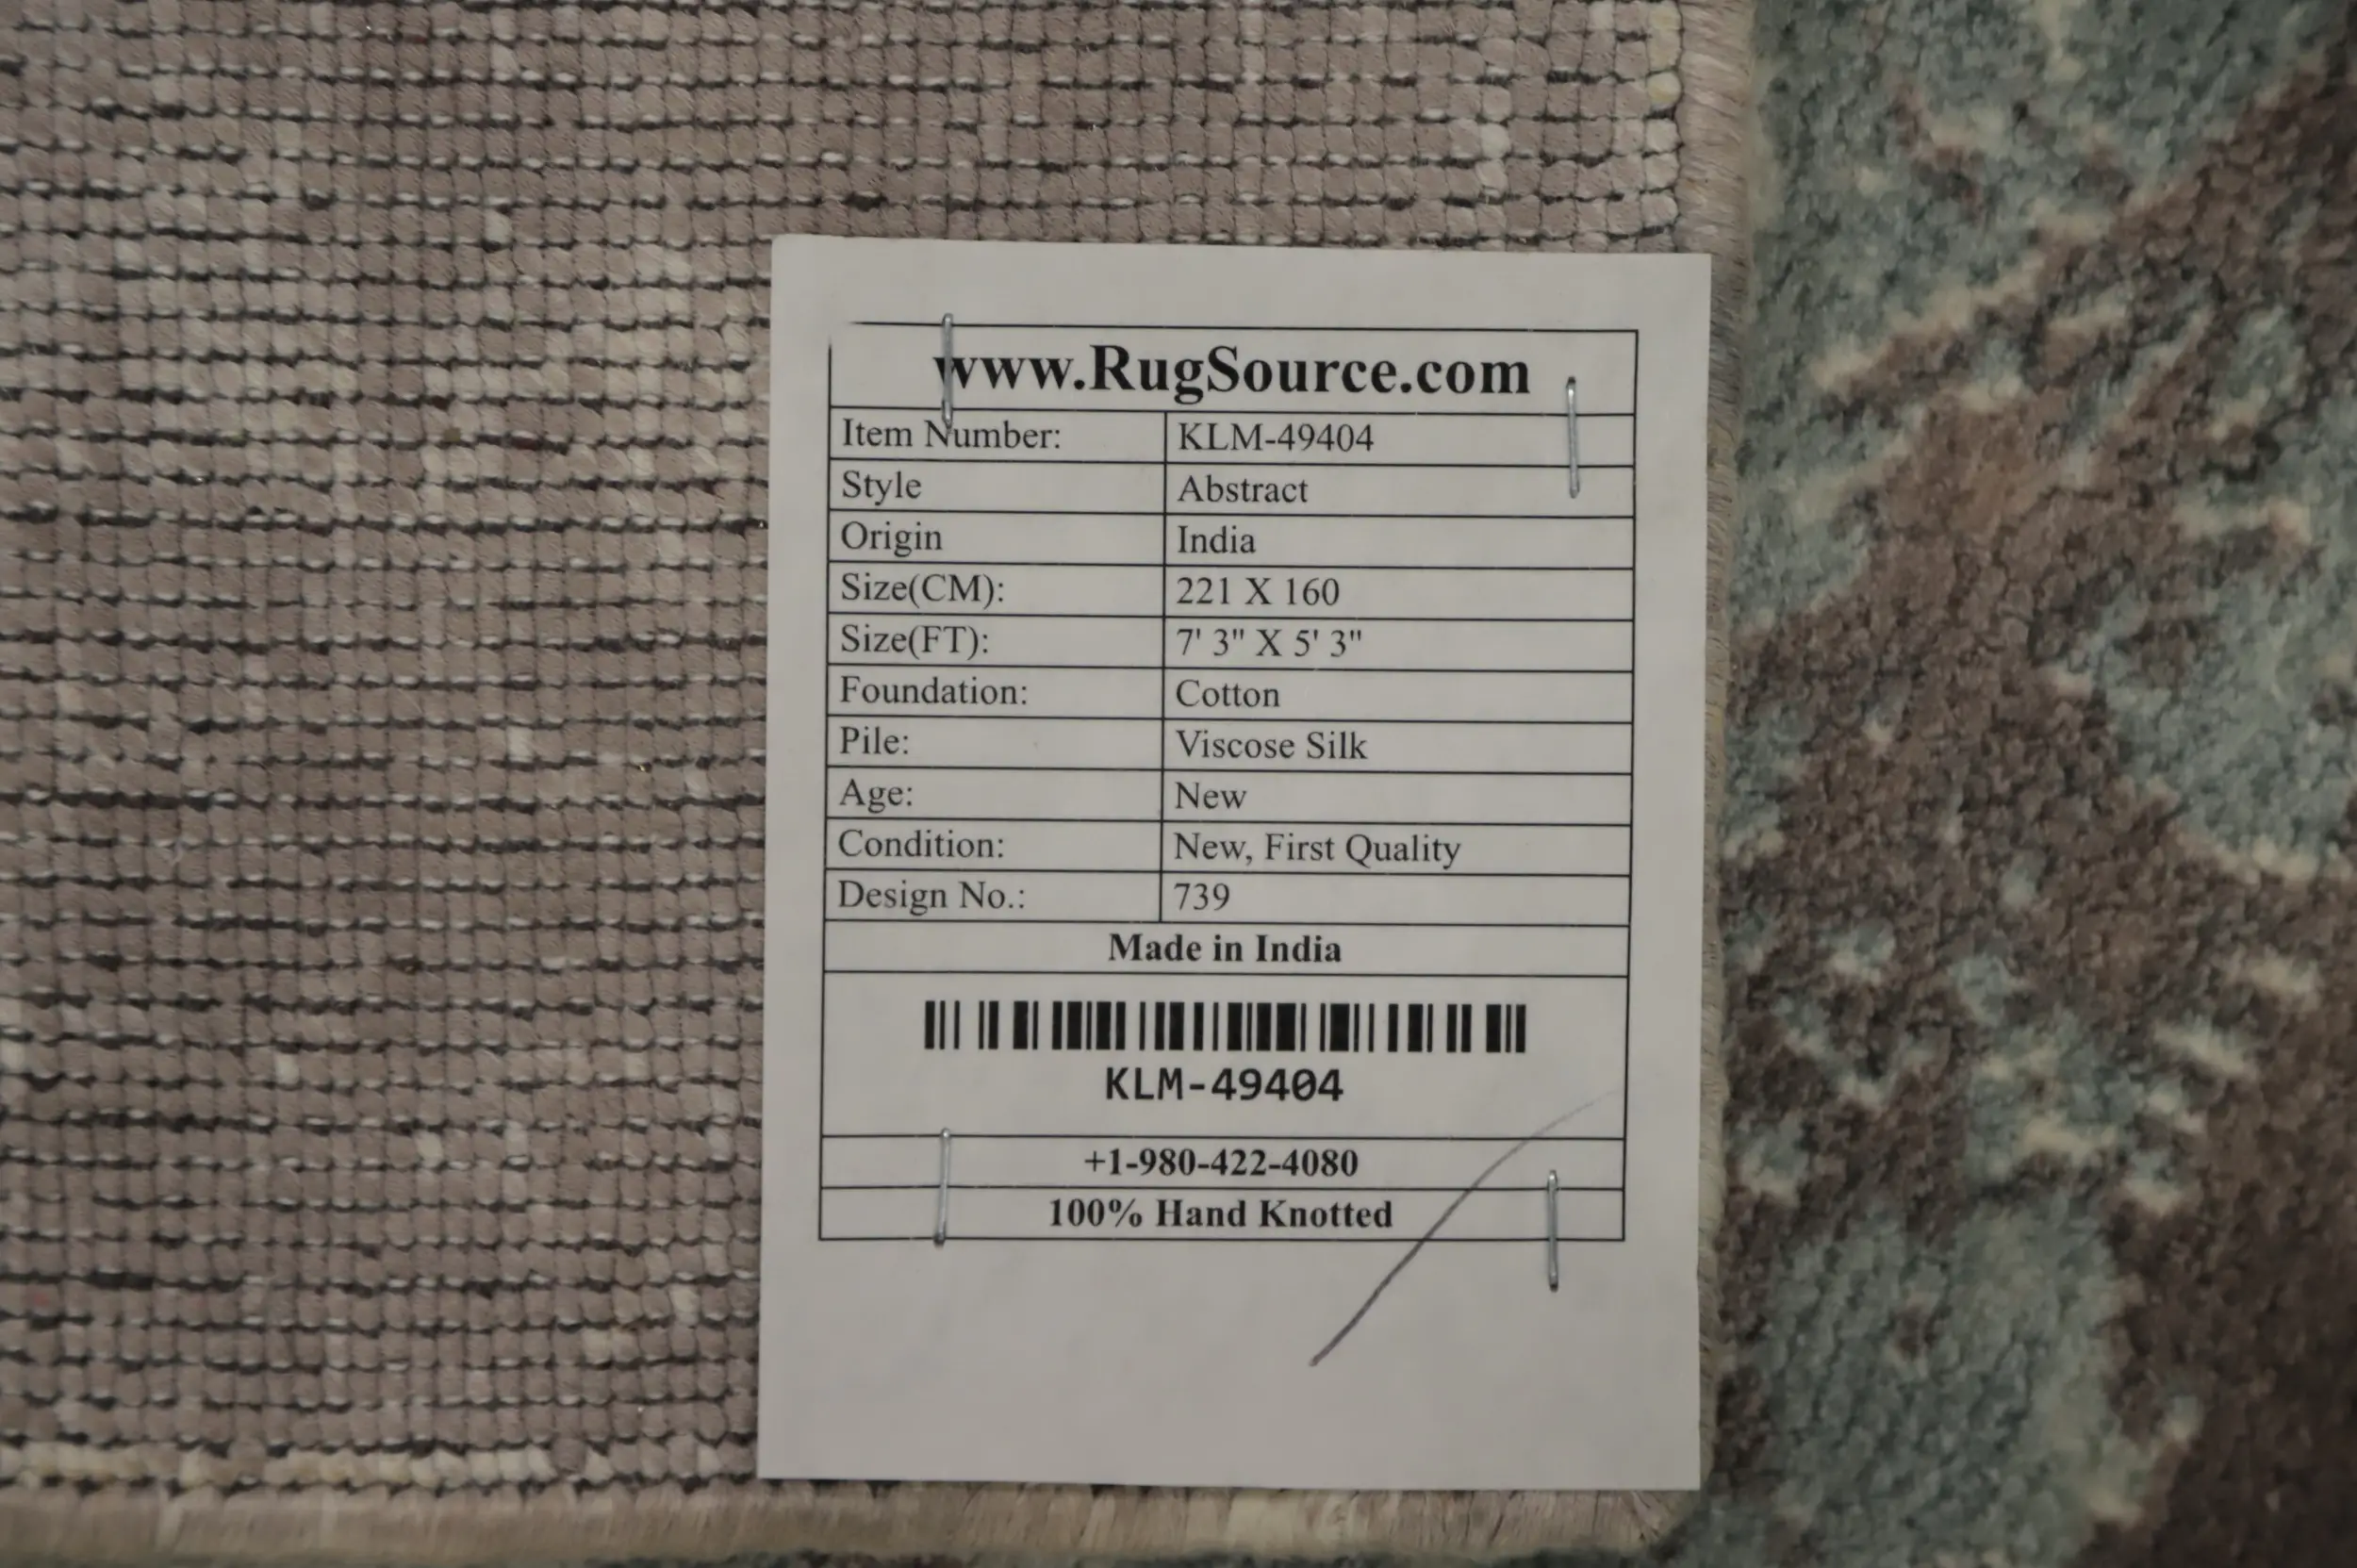 www.RugSource.com
Item Number: KLM-49404
Style Abstract
Origin India
Size(CM): 221 X 160
Size(FT): 7' 3" X 5' 3"
Foundation: Cotton
Pile: Viscose Silk
Age: New
Condition: New, First Quality
Design No.: 739
Made in India
KLM-49404
+1-980-422-4080
100% Hand Knotted